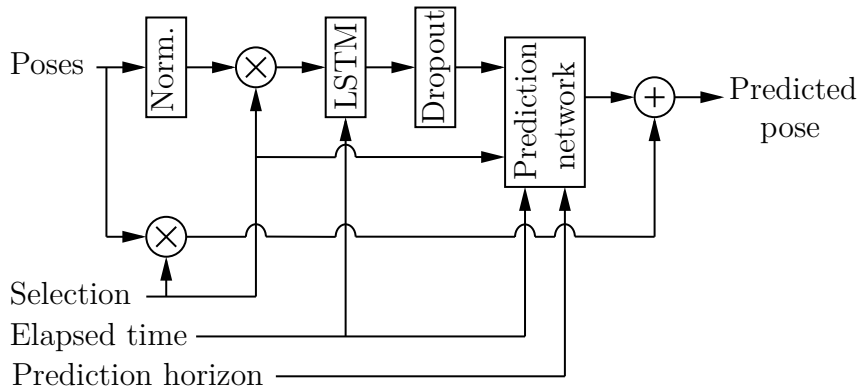 Poses
Norm.
×
LSTM
Dropout
Prediction
network
+
Predicted
pose
×
Selection
Elapsed time
Prediction horizon